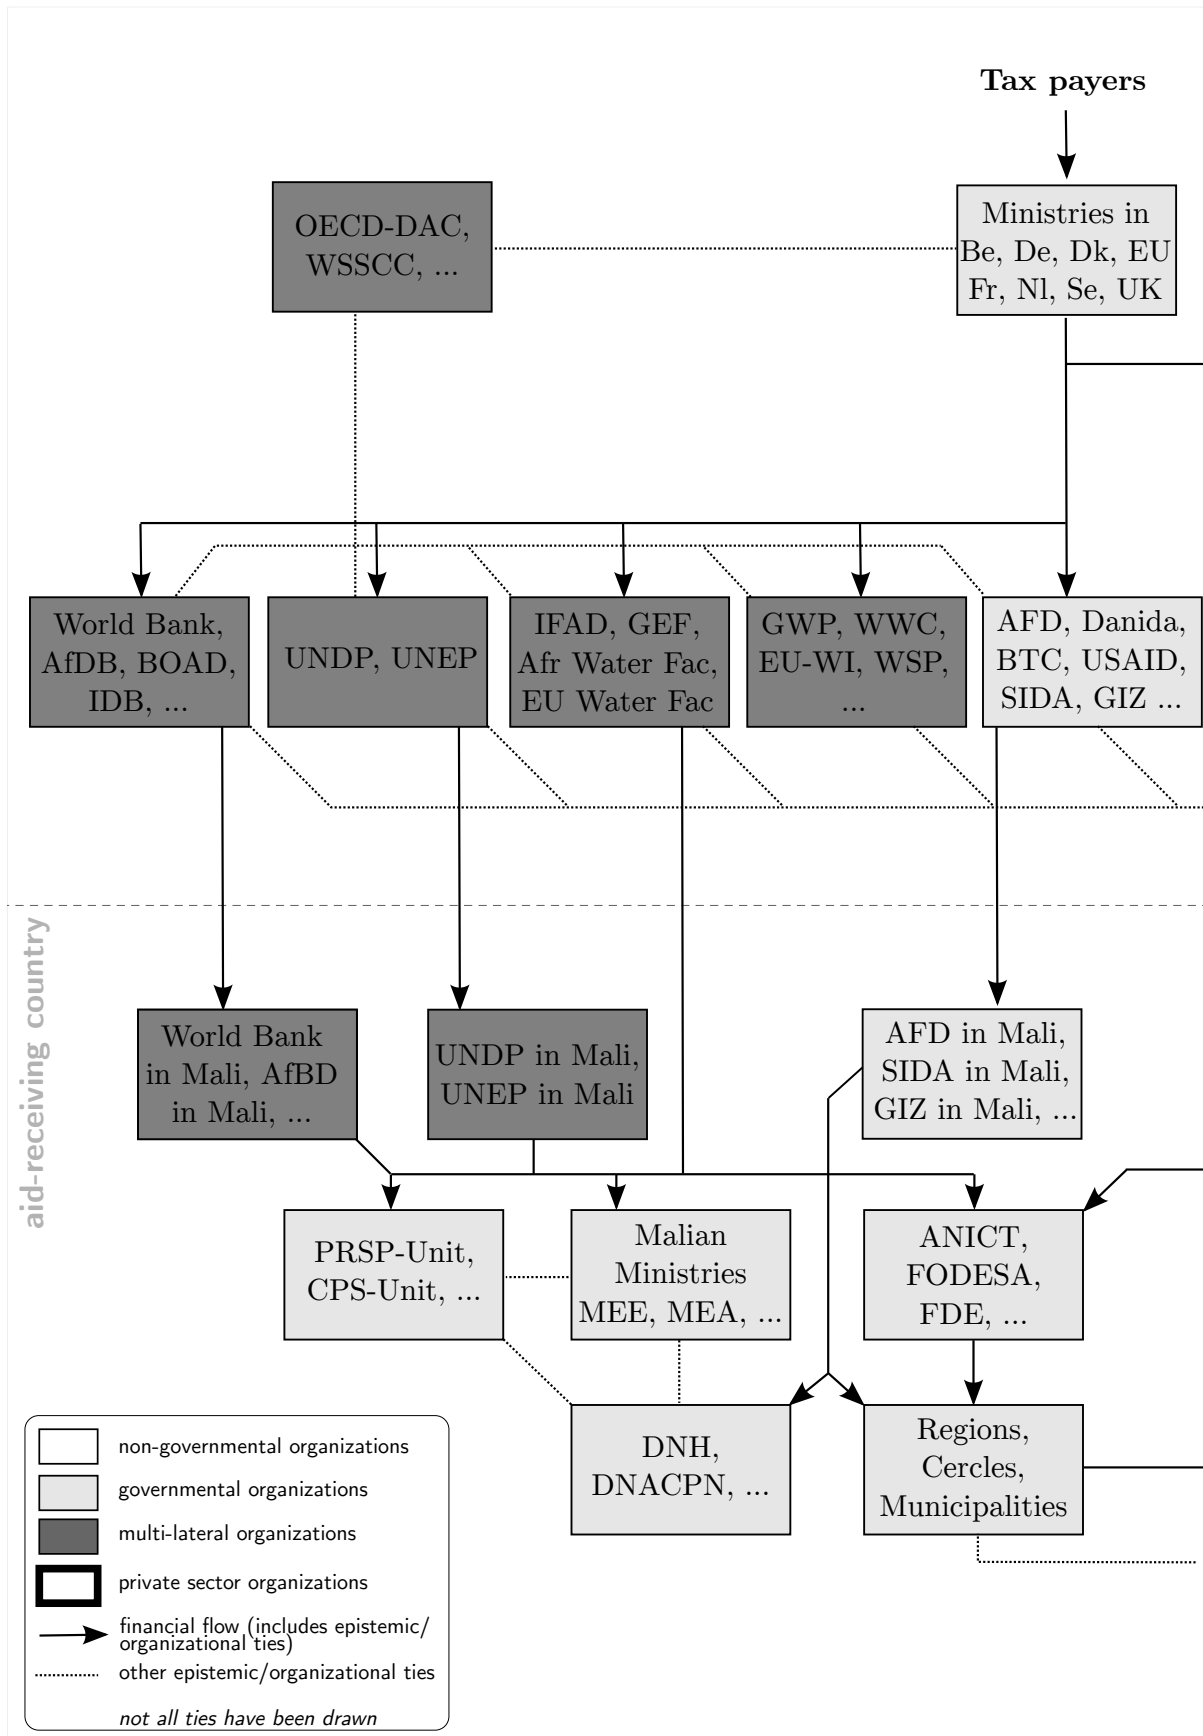 Tax payers
OECD-DAC,
WSSCC, ...
Ministries in
Be, De, Dk, EU
Fr, Nl, Se, UK
World Bank,
AfDB, BOAD,
IDB, ...
UNDP, UNEP
IFAD, GEF,
Afr Water Fac,
EU Water Fac
GWP, WWC,
EU-WI, WSP,
...
AFD, Danida,
BTC, USAID,
SIDA, GIZ ...
aid-receiving country
World Bank
in Mali, AfBD
in Mali, ...
UNDP in Mali,
UNEP in Mali
AFD in Mali,
SIDA in Mali,
GIZ in Mali, ...
PRSP-Unit,
CPS-Unit, ...
Malian
Ministries
MEE, MEA, ...
ANICT,
FODESA,
FDE, ...
DNH,
DNACPN, ...
Regions,
Cercles,
Municipalities
non-governmental organizations
governmental organizations
multi-lateral organizations
private sector organizations
financial flow (includes epistemic/
organizational ties)
other epistemic/organizational ties
not all ties have been drawn